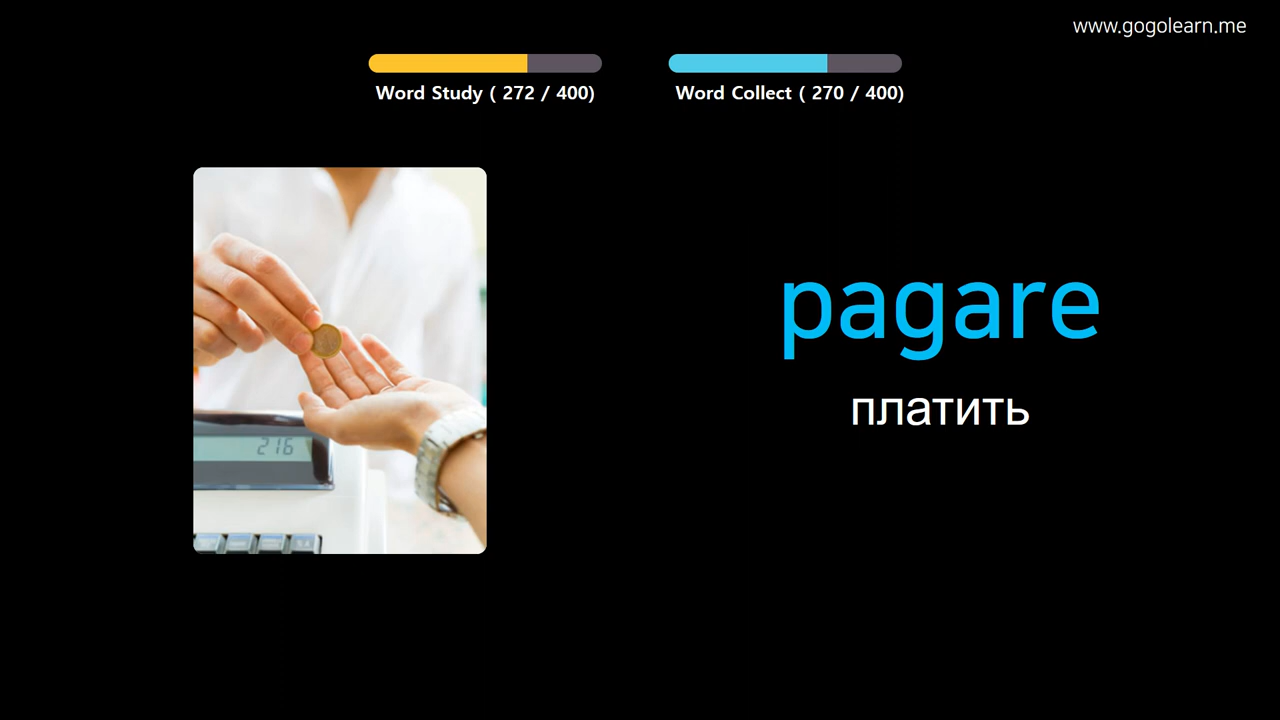 www.gogolearn.me
Word Study ( 272 / 400)
Word Collect ( 270 / 400)
pagare
платить
216